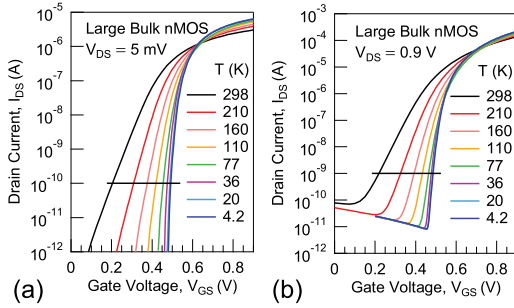 Large Bulk nMOS
V_DS = 5 mV
T (K)
298
210
160
110
77
36
20
4.2
Drain Current, I_DS (A)
10^-5
10^-6
10^-7
10^-8
10^-9
10^-10
10^-11
10^-12
0 0.2 0.4 0.6 0.8
Gate Voltage, V_GS (V)
(a)
Large Bulk nMOS
V_DS = 0.9 V
T (K)
298
210
160
110
77
36
20
4.2
Drain Current, I_DS (A)
10^-4
10^-5
10^-6
10^-7
10^-8
10^-9
10^-10
10^-11
10^-12
0 0.2 0.4 0.6 0.8
Gate Voltage, V_GS (V)
(b)